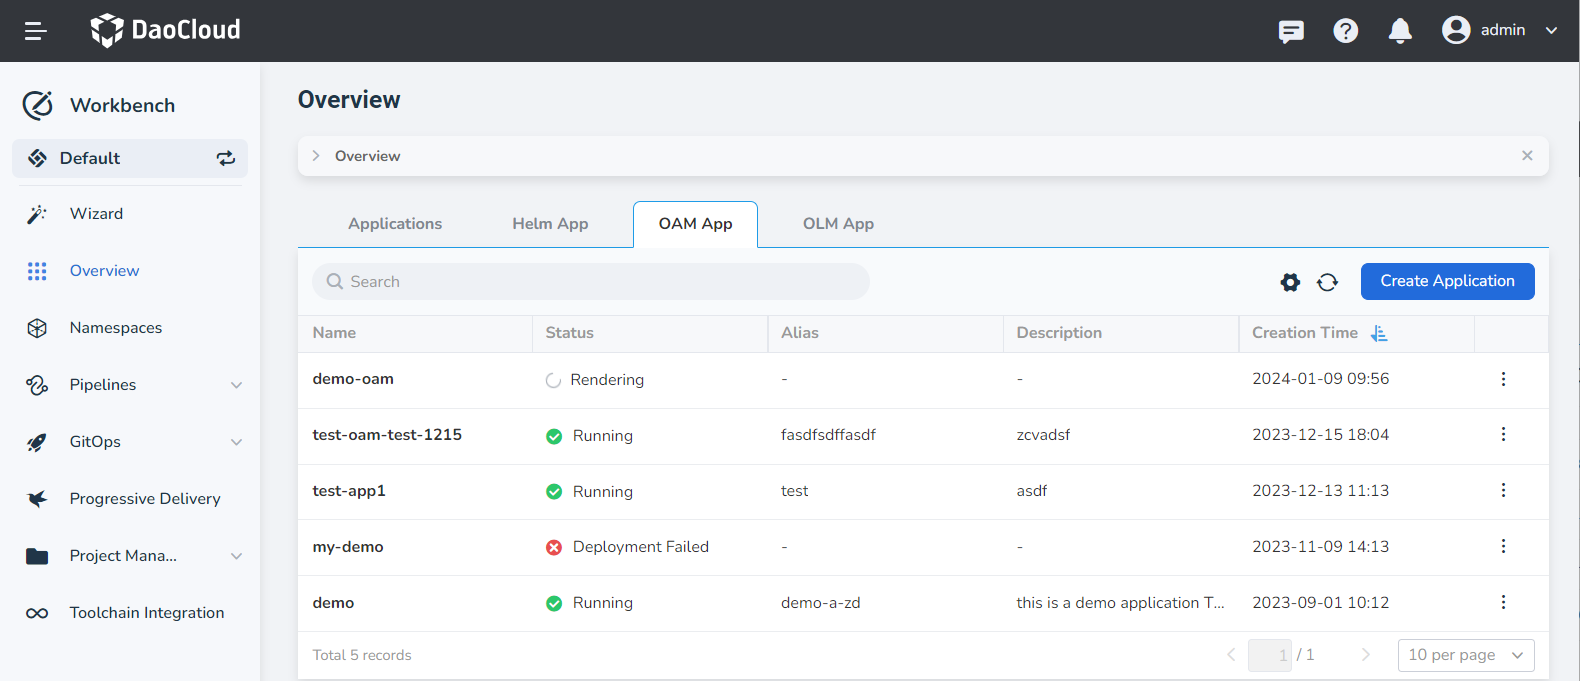 DaoCloud
admin
Workbench
Default
Wizard
Overview
Namespaces
Pipelines
GitOps
Progressive Delivery
Project Mana...
Toolchain Integration
Overview
Overview
Applications Helm App OAM App OLM App
Search
Create Application
Name Status Alias Description Creation Time
demo-oam Rendering - - 2024-01-09 09:56
test-oam-test-1215 Running fasdfsdffasdf zcvadsf 2023-12-15 18:04
test-app1 Running test asdf 2023-12-13 11:13
my-demo Deployment Failed - - 2023-11-09 14:13
demo Running demo-a-zd this is a demo application T... 2023-09-01 10:12
Total 5 records 1 / 1 10 per page